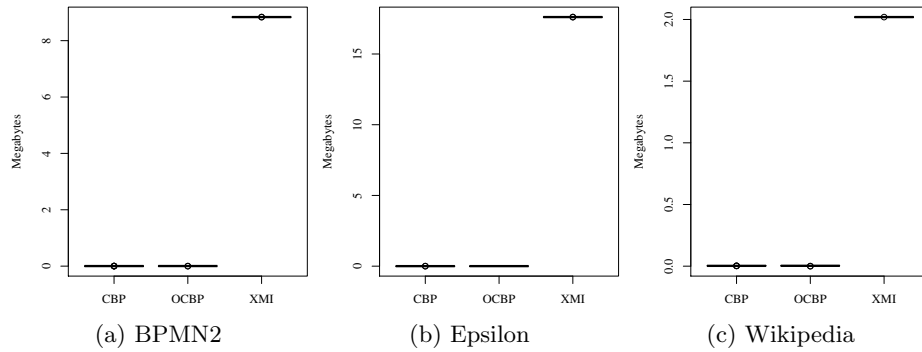 Megabytes
8
6
4
2
0
CBP OCBP XMI
(a) BPMN2
Megabytes
15
10
5
0
CBP OCBP XMI
(b) Epsilon
Megabytes
2.0
1.5
1.0
0.5
0.0
CBP OCBP XMI
(c) Wikipedia